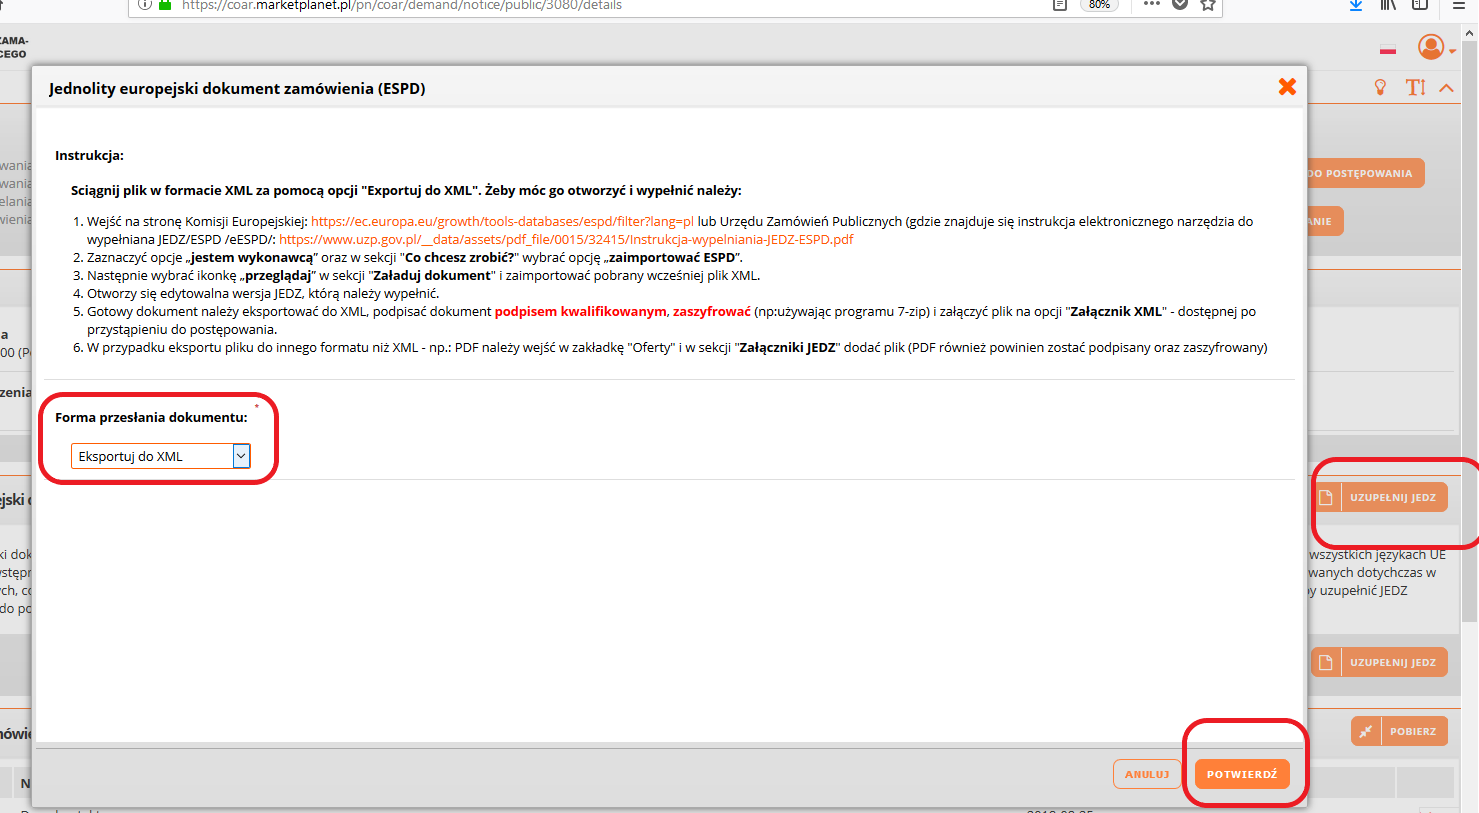 https://coar.marketplanet.pl/pn/coar/demand/notice/public/3080/details
80%
ZAMA-
CEGO
Jednolity europejski dokument zamówienia (ESPD)
Instrukcja:
Sciągnij plik w formacie XML za pomocą opcji "Exportuj do XML". Żeby móc go otworzyć i wypełnić należy:
1. Wejść na stronę Komisji Europejskiej: https://ec.europa.eu/growth/tools-databases/espd/filter?lang=pl lub Urzędu Zamówień Publicznych (gdzie znajduje się instrukcja elektronicznego narzędzia do
wypełniana JEDZ/ESPD /eESPD/: https://www.uzp.gov.pl/__data/assets/pdf_file/0015/32415/Instrukcja-wypelniania-JEDZ-ESPD.pdf
2. Zaznaczyć opcje „jestem wykonawcą” oraz w sekcji "Co chcesz zrobić?" wybrać opcję „zaimportować ESPD”.
3. Następnie wybrać ikonkę „przeglądaj” w sekcji "Załaduj dokument" i zaimportować pobrany wcześniej plik XML.
4. Otworzy się edytowalna wersja JEDZ, którą należy wypełnić.
5. Gotowy dokument należy eksportować do XML, podpisać dokument podpisem kwalifikowanym, zaszyfrować (np:używając programu 7-zip) i załączyć plik na opcji "Załącznik XML" - dostępnej po
przystąpieniu do postępowania.
6. W przypadku eksportu pliku do innego formatu niż XML - np.: PDF należy wejść w zakładkę "Oferty" i w sekcji "Załączniki JEDZ" dodać plik (PDF również powinien zostać podpisany oraz zaszyfrowany)
Forma przesłania dokumentu: *
Eksportuj do XML
ANULUJ
POTWIERDŹ
DO POSTĘPOWANIA
ANIE
UZUPEŁNIJ JEDZ
wszystkich językach UE
wanych dotychczas w
by uzupełnić JEDZ
UZUPEŁNIJ JEDZ
POBIERZ